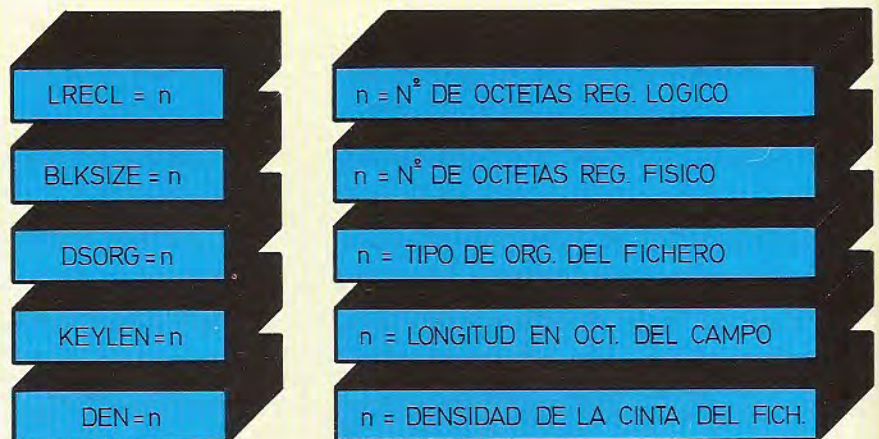 LRECL = n
n = Nº DE OCTETAS REG. LOGICO
BLKSIZE = n
n = Nº DE OCTETAS REG. FISICO
DSORG = n
n = TIPO DE ORG. DEL FICHERO
KEYLEN = n
n = LONGITUD EN OCT. DEL CAMPO
DEN = n
n = DENSIDAD DE LA CINTA DEL FICH.